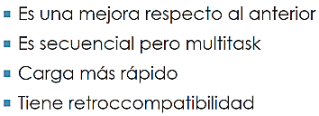 ▪ Es una mejora respecto al anterior
▪ Es secuencial pero multitask
▪ Carga más rápido
▪ Tiene retroccompatibilidad